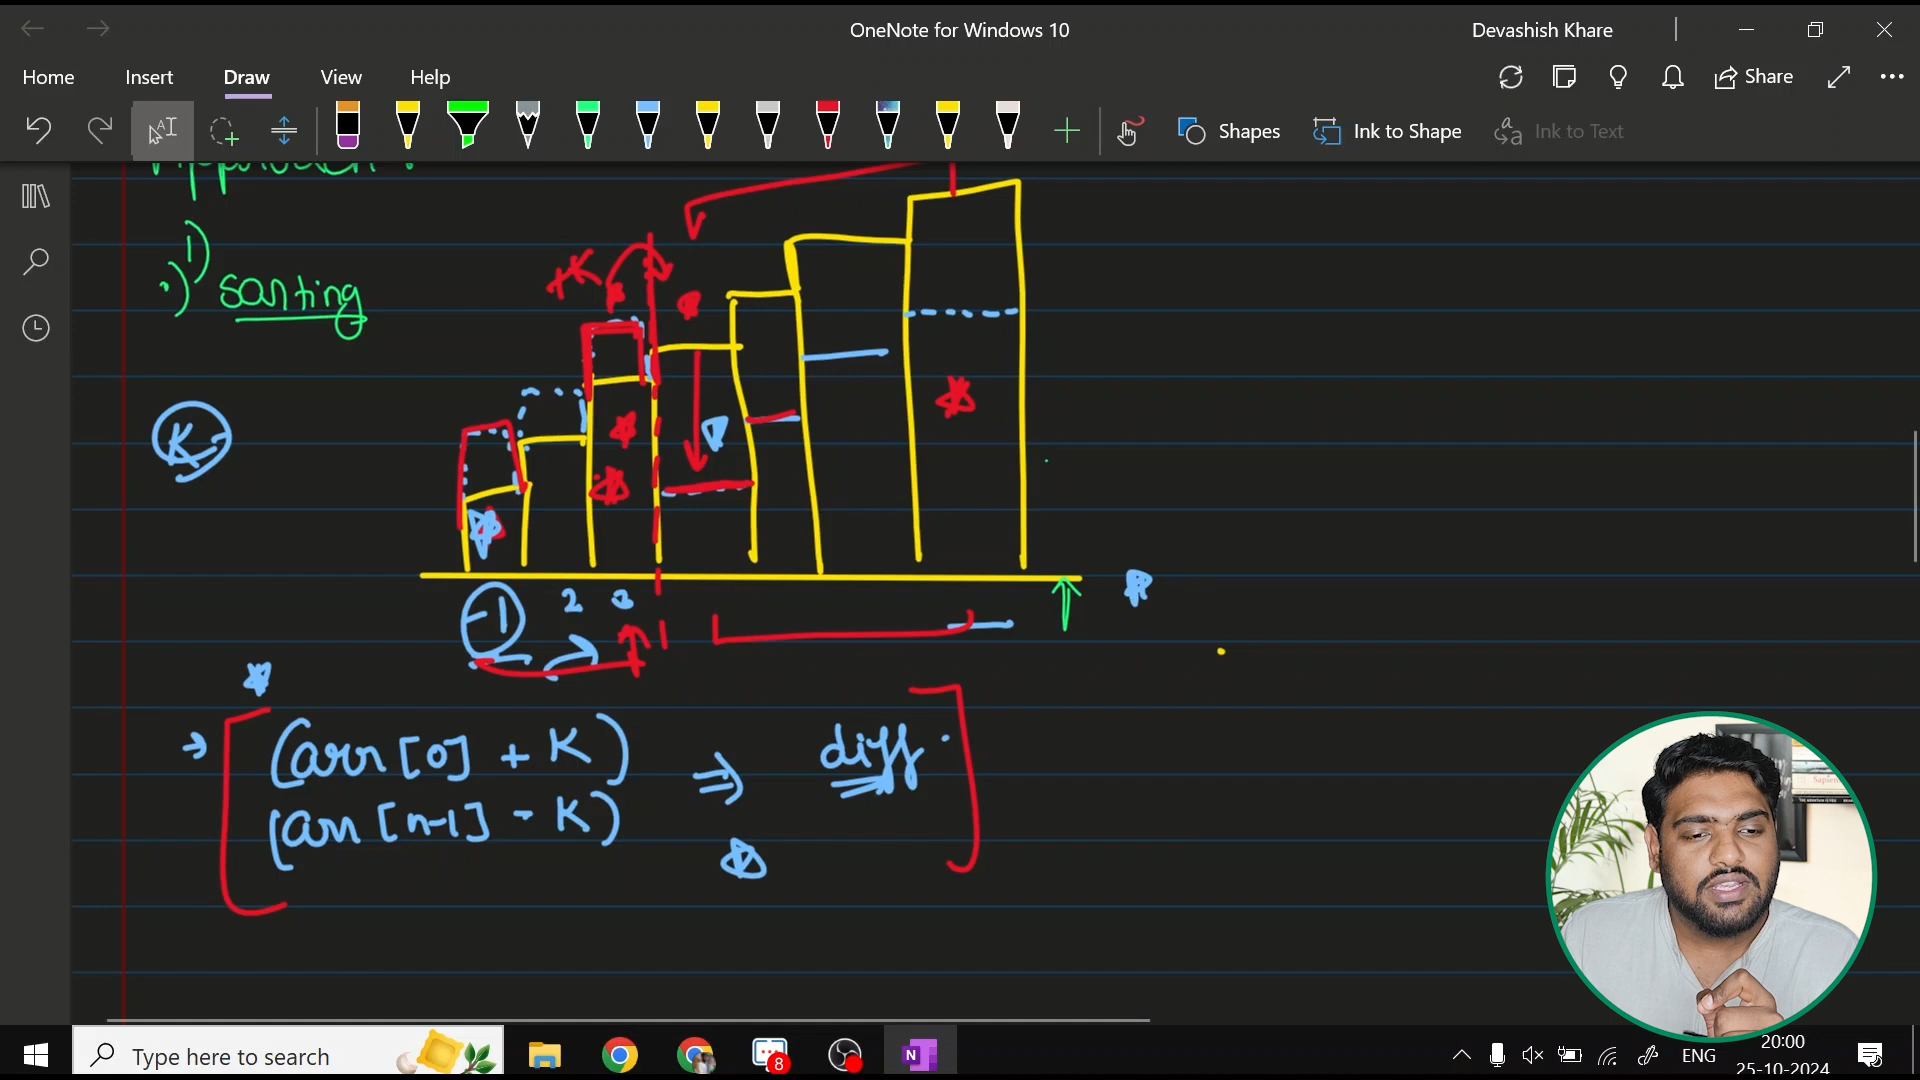 OneNote for Windows 10
Devashish Khare
Home Insert Draw View Help
Share
Shapes
Ink to Shape
Ink to Text
1)
santing
+K
K
-1 2 3
(arr[0] + K) ⇒ diff.
(arr[n-1] - K)
Type here to search
8
N
ENG
20:00
25-10-2024